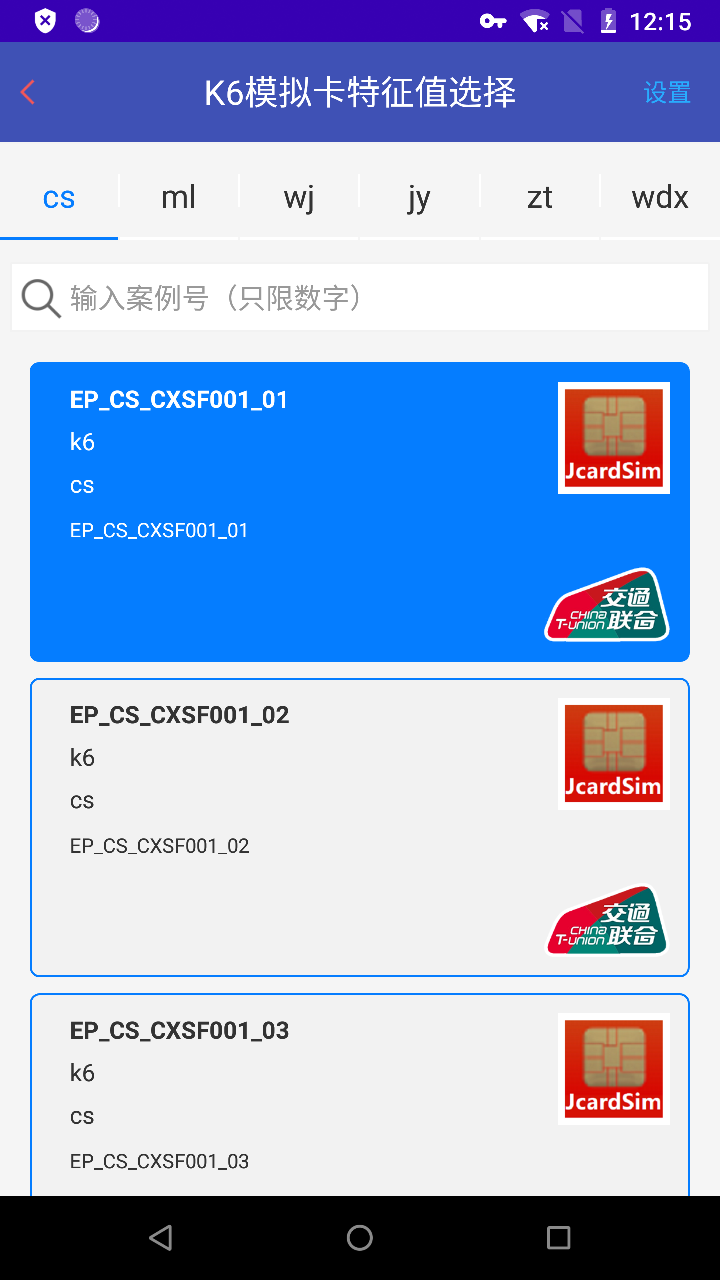 12:15
K6模拟卡特征值选择
设置
cs
ml
wj
jy
zt
wdx
输入案例号（只限数字）
EP_CS_CXSF001_01
k6
cs
EP_CS_CXSF001_01
JcardSim
交通
CHINA
T-UNION 联合
EP_CS_CXSF001_02
k6
cs
EP_CS_CXSF001_02
JcardSim
交通
CHINA
T-UNION 联合
EP_CS_CXSF001_03
k6
cs
EP_CS_CXSF001_03
JcardSim